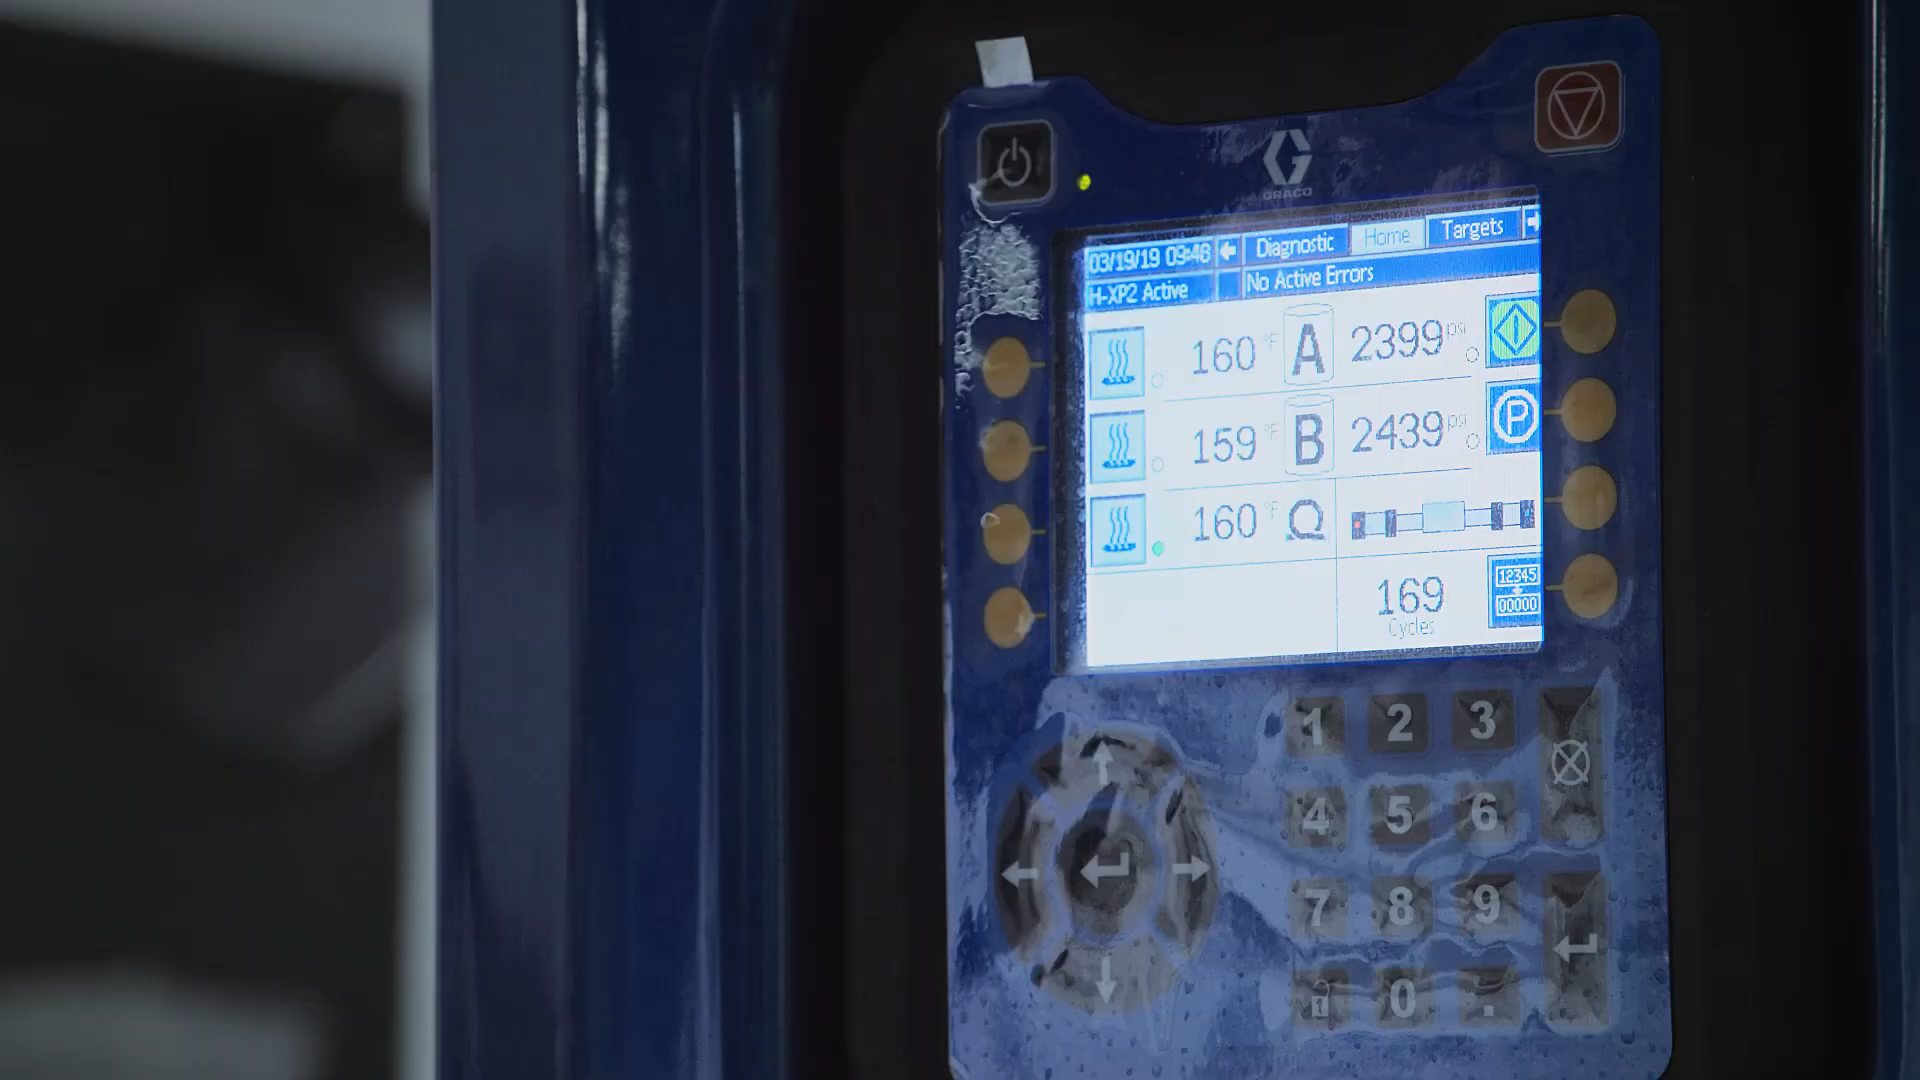 GRACO
03/19/19 09:48 Diagnostic Home Targets
H-XP2 Active No Active Errors
160 °F A 2399 psi
159 °F B 2439 psi
P
160 °F
12345
169 00000
Cycles
1 2 3
4 5 6
7 8 9
0 .